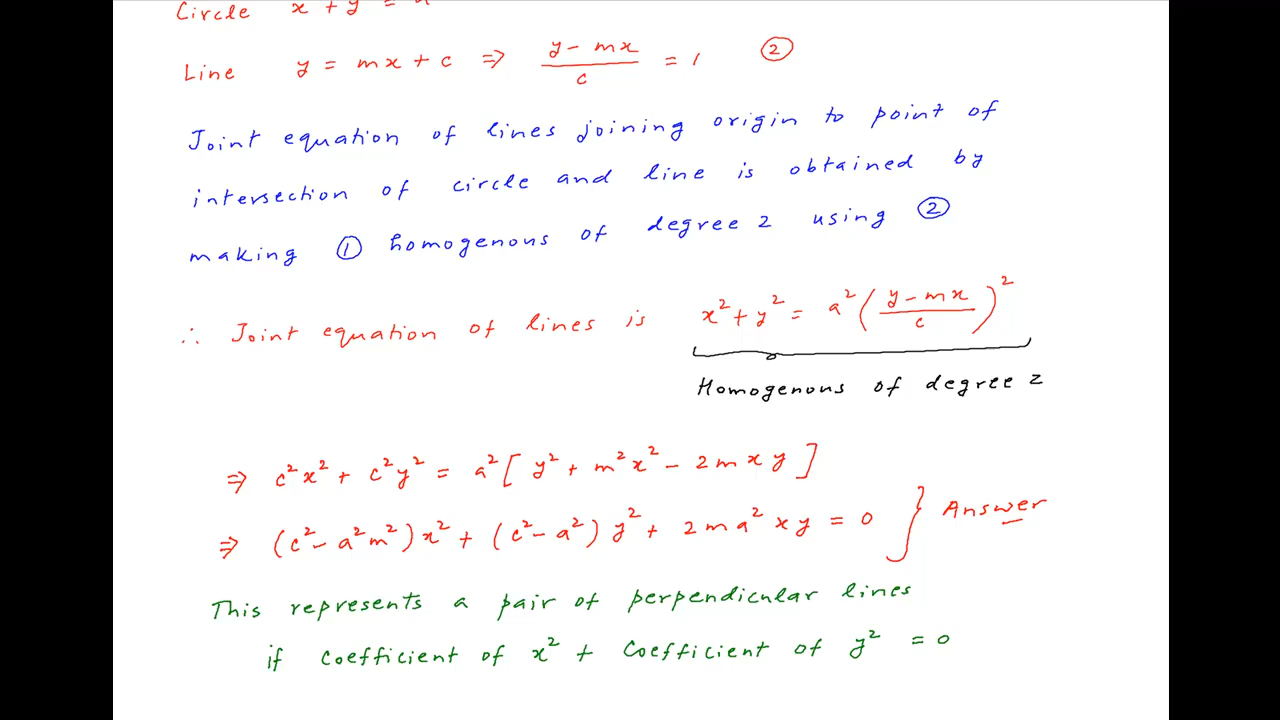 Circle x + y = a
Line y = mx + c ⇒ (y - mx)/c = 1 ②
Joint equation of lines joining origin to point of
intersection of circle and line is obtained by
making ① homogenous of degree 2 using ②
∴ Joint equation of lines is x² + y² = a² ((y - mx)/c)²
Homogenous of degree 2
⇒ c²x² + c²y² = a² [y² + m²x² - 2mxy]
⇒ (c² - a²m²)x² + (c² - a²)y² + 2ma²xy = 0 } Answer
This represents a pair of perpendicular lines
if coefficient of x² + coefficient of y² = 0